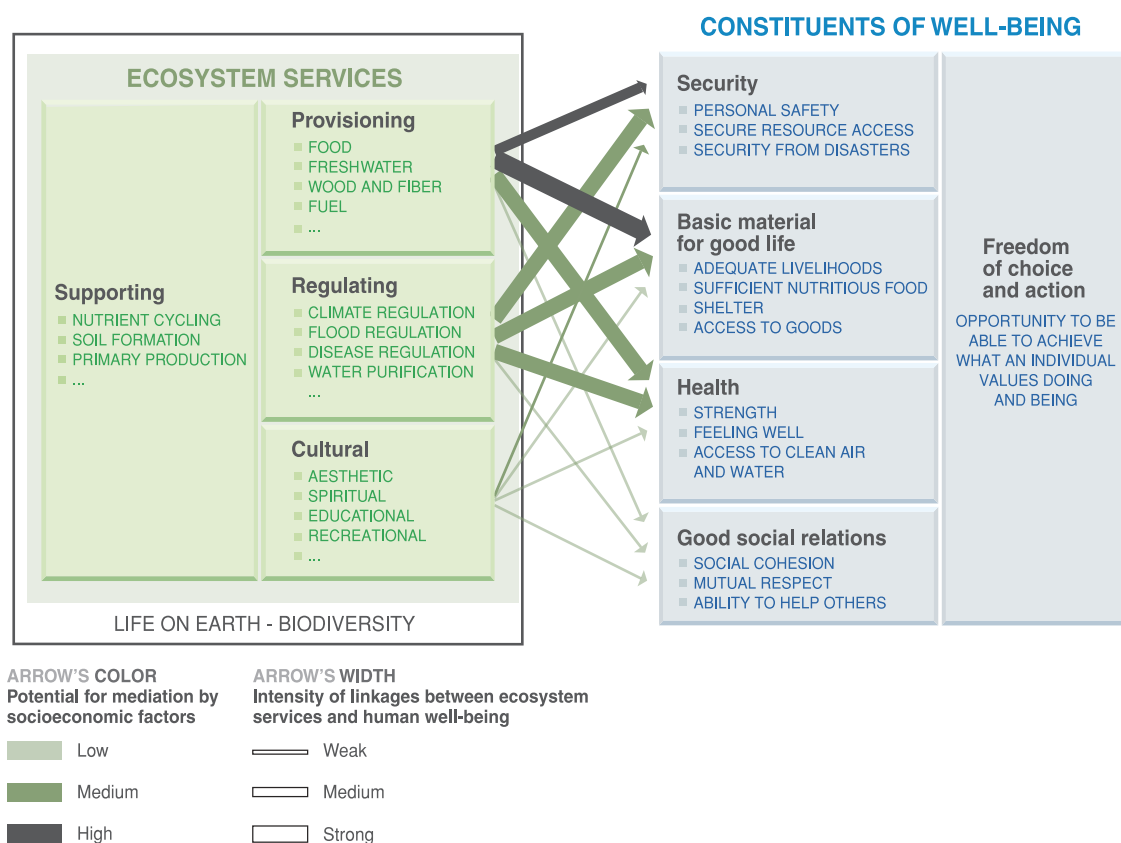 CONSTITUENTS OF WELL-BEING
ECOSYSTEM SERVICES
Supporting
NUTRIENT CYCLING
SOIL FORMATION
PRIMARY PRODUCTION
...
Provisioning
FOOD
FRESHWATER
WOOD AND FIBER
FUEL
...
Regulating
CLIMATE REGULATION
FLOOD REGULATION
DISEASE REGULATION
WATER PURIFICATION
...
Cultural
AESTHETIC
SPIRITUAL
EDUCATIONAL
RECREATIONAL
...
LIFE ON EARTH - BIODIVERSITY
Security
PERSONAL SAFETY
SECURE RESOURCE ACCESS
SECURITY FROM DISASTERS
Basic material
for good life
ADEQUATE LIVELIHOODS
SUFFICIENT NUTRITIOUS FOOD
SHELTER
ACCESS TO GOODS
Health
STRENGTH
FEELING WELL
ACCESS TO CLEAN AIR
AND WATER
Good social relations
SOCIAL COHESION
MUTUAL RESPECT
ABILITY TO HELP OTHERS
Freedom
of choice
and action
OPPORTUNITY TO BE
ABLE TO ACHIEVE
WHAT AN INDIVIDUAL
VALUES DOING
AND BEING
ARROW'S COLOR
Potential for mediation by
socioeconomic factors
Low
Medium
High
ARROW'S WIDTH
Intensity of linkages between ecosystem
services and human well-being
Weak
Medium
Strong